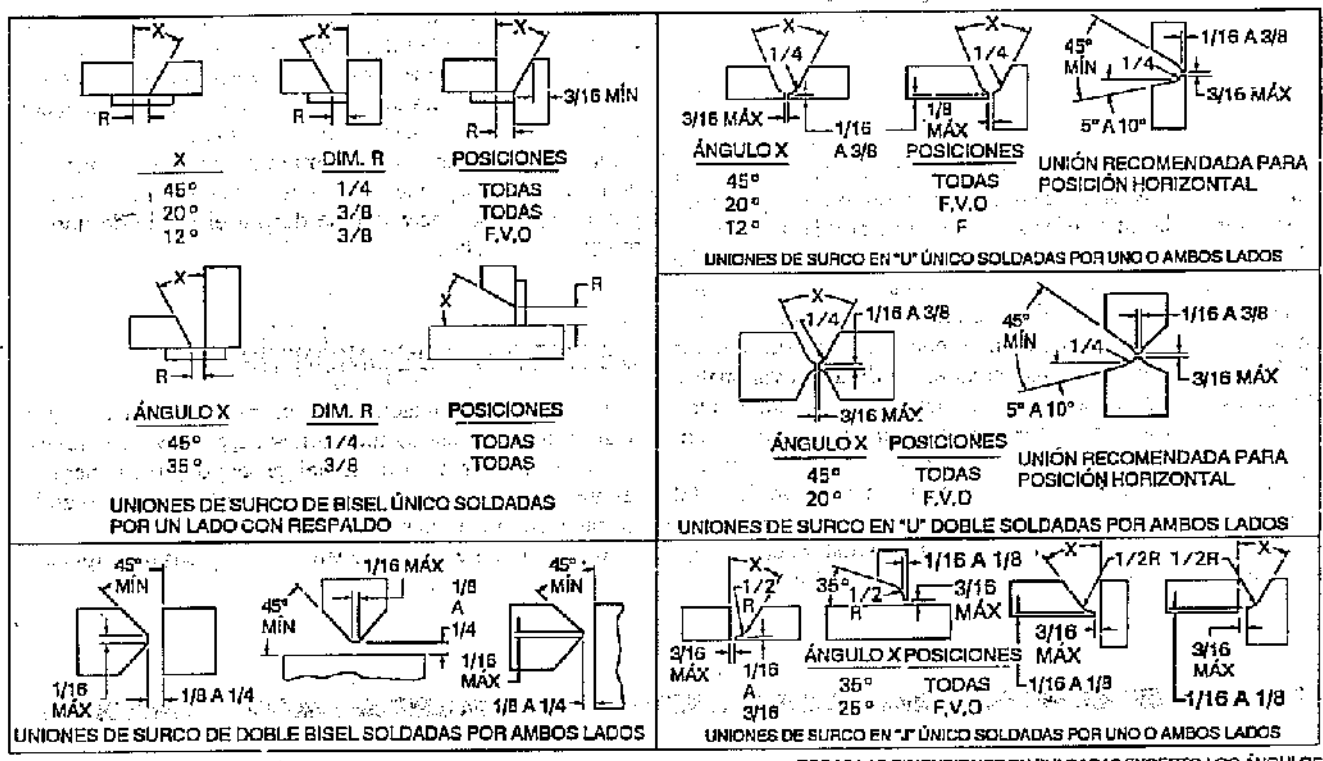 X X X
3/16 MÍN
R R R
X DIM. R POSICIONES
45° 1/4 TODAS
20° 3/8 TODAS
12° 3/8 F,V,O
X X R
R
ÁNGULO X DIM. R POSICIONES
45° 1/4 TODAS
35° 3/8 TODAS
UNIONES DE SURCO DE BISEL ÚNICO SOLDADAS
POR UN LADO CON RESPALDO
X X
1/4 1/4
45° MÍN 1/4
1/16 A 3/8
3/16 MÁX
5° A 10°
3/16 MÁX
1/16 A 3/8
1/8 MÁX
ÁNGULO X POSICIONES
45° TODAS
20° F,V,O
12° F
UNIÓN RECOMENDADA PARA
POSICIÓN HORIZONTAL
UNIONES DE SURCO EN "U" ÚNICO SOLDADAS POR UNO O AMBOS LADOS
X
1/4
1/16 A 3/8
3/16 MÁX
45° MÍN
1/4
1/16 A 3/8
3/16 MÁX
5° A 10°
ÁNGULO X POSICIONES
45° TODAS
20° F,V,O
UNIÓN RECOMENDADA PARA
POSICIÓN HORIZONTAL
UNIONES DE SURCO EN "U" DOBLE SOLDADAS POR AMBOS LADOS
45° MÍN
1/16 MÁX
1/8 A 1/4
45° MÍN
1/16 MÁX
1/8 A 1/4
45° MÍN
1/16 MÁX
1/8 A 1/4
UNIONES DE SURCO DE DOBLE BISEL SOLDADAS POR AMBOS LADOS
X
1/2 R
3/16 MÁX
1/16 A 3/16
35°
1/2 R
1/16 A 1/8
3/16 MÁX
X
1/2R
3/16 MÁX
1/16 A 1/8
1/2R
X
3/16 MÁX
1/16 A 1/8
ÁNGULO X POSICIONES
35° TODAS
25° F,V,O
UNIONES DE SURCO EN "J" ÚNICO SOLDADAS POR UNO O AMBOS LADOS